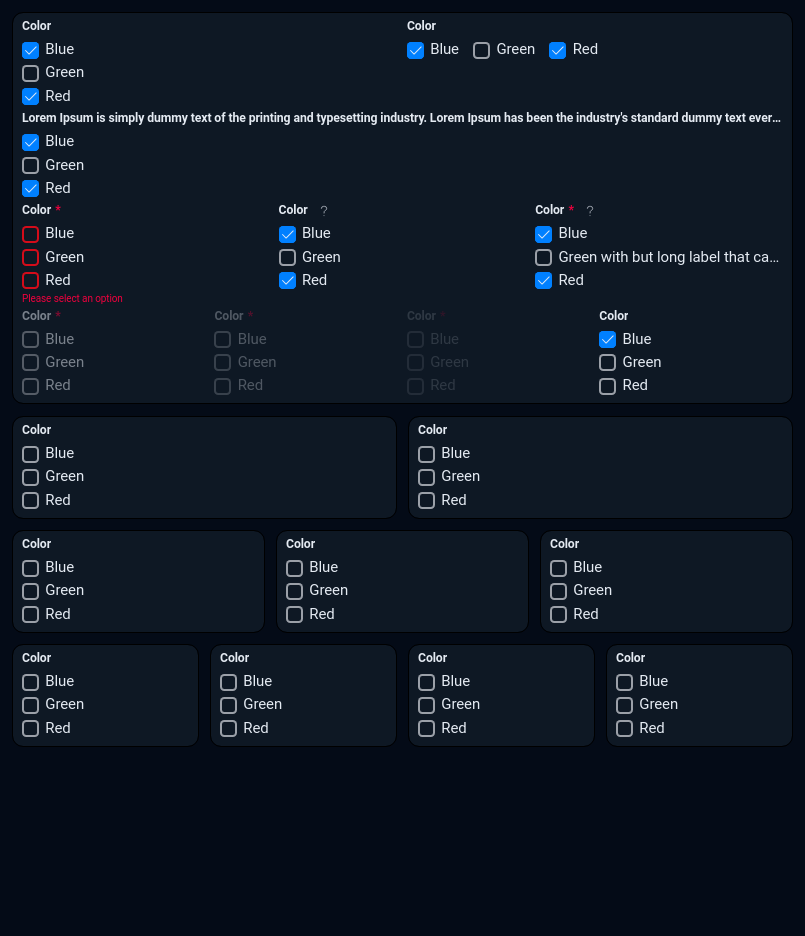 Color
Blue
Green
Red
Color
Blue Green Red
Lorem Ipsum is simply dummy text of the printing and typesetting industry. Lorem Ipsum has been the industry's standard dummy text ever…
Blue
Green
Red
Color *
Blue
Green
Red
Please select an option
Color ?
Blue
Green
Red
Color * ?
Blue
Green with but long label that ca…
Red
Color *
Blue
Green
Red
Color *
Blue
Green
Red
Color *
Blue
Green
Red
Color
Blue
Green
Red
Color
Blue
Green
Red
Color
Blue
Green
Red
Color
Blue
Green
Red
Color
Blue
Green
Red
Color
Blue
Green
Red
Color
Blue
Green
Red
Color
Blue
Green
Red
Color
Blue
Green
Red
Color
Blue
Green
Red